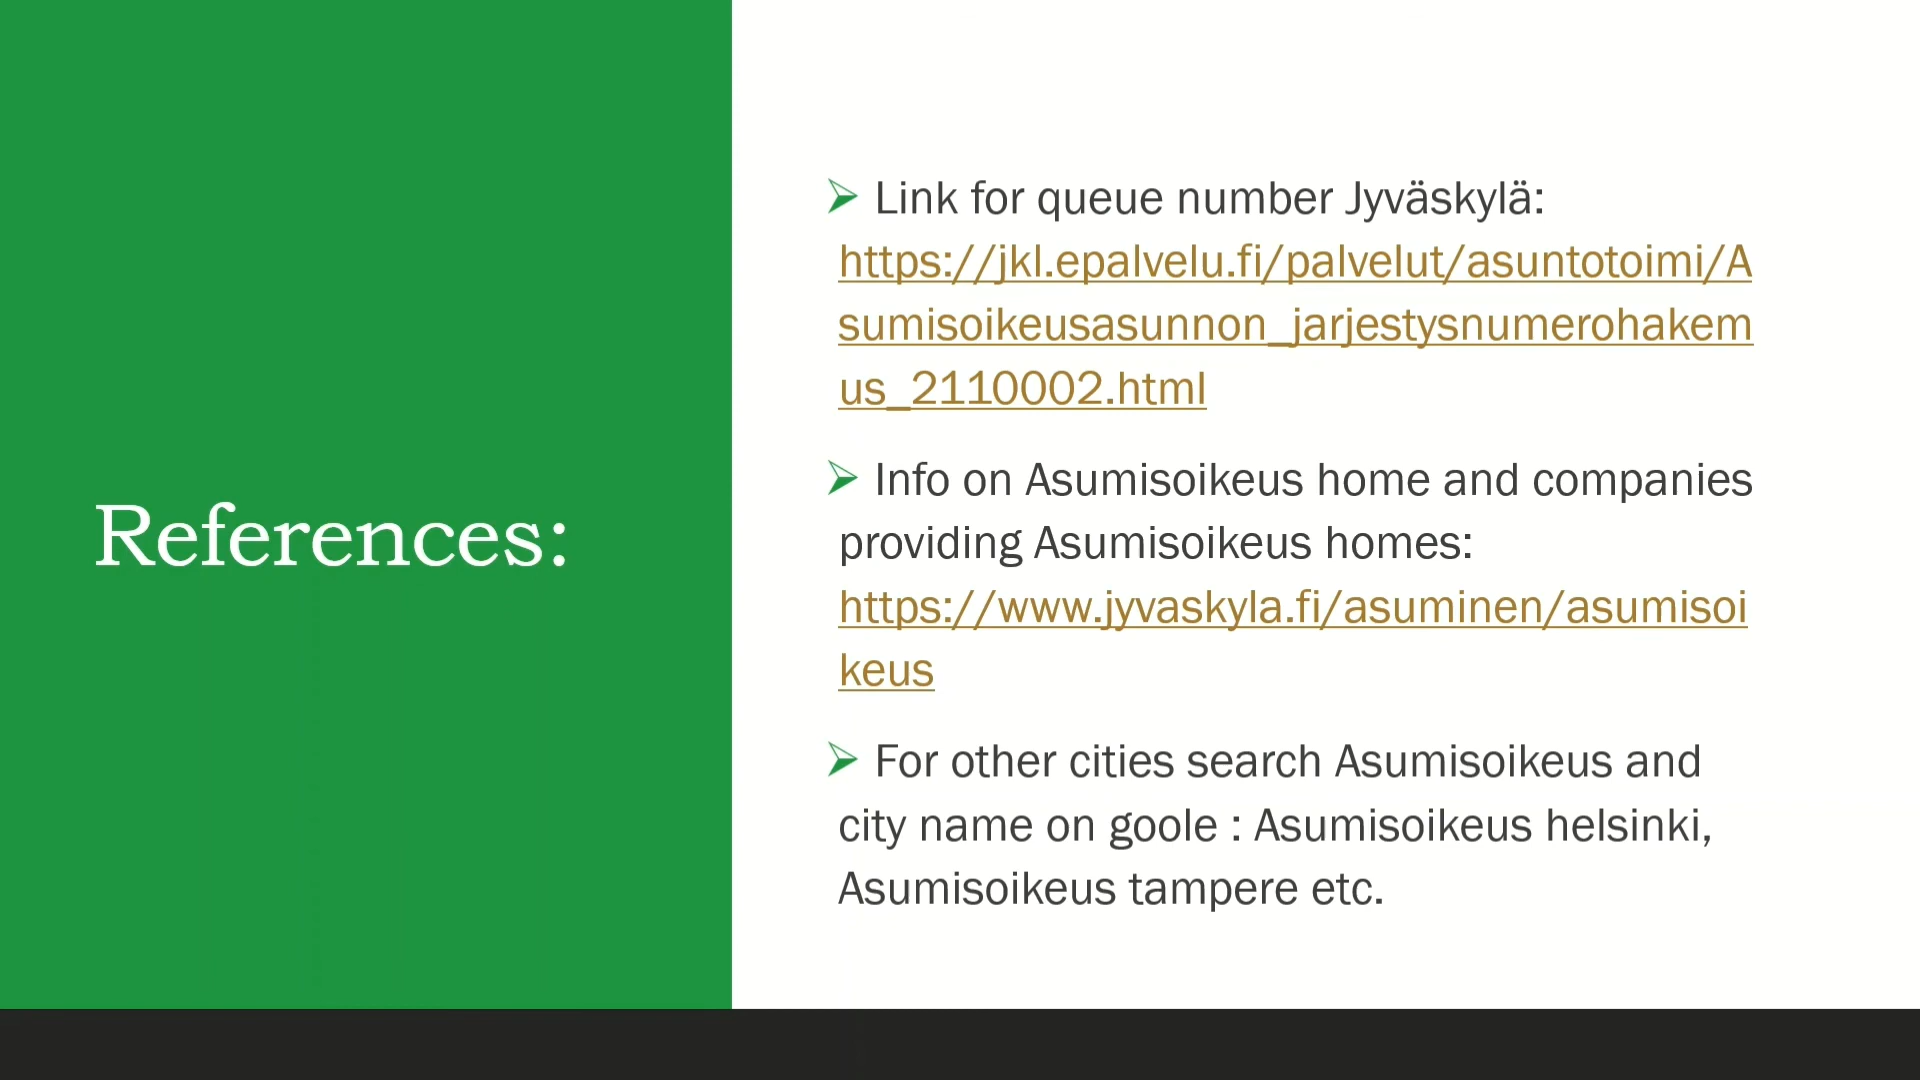 References:
Link for queue number Jyväskylä:
https://jkl.epalvelu.fi/palvelut/asuntotoimi/A
sumisoikeusasunnon_jarjestysnumerohakem
us_2110002.html
Info on Asumisoikeus home and companies
providing Asumisoikeus homes:
https://www.jyvaskyla.fi/asuminen/asumisoi
keus
For other cities search Asumisoikeus and
city name on goole : Asumisoikeus helsinki,
Asumisoikeus tampere etc.